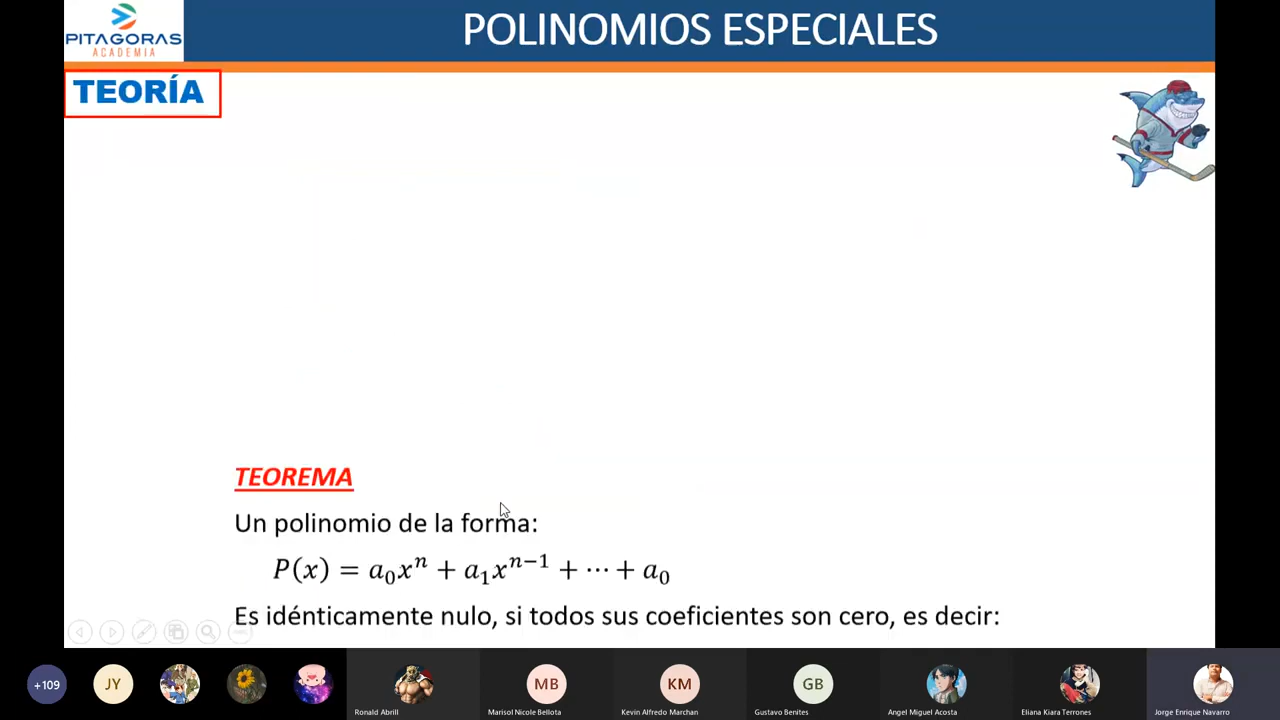 PITAGORAS
ACADEMIA
POLINOMIOS ESPECIALES
TEORÍA
TEOREMA
Un polinomio de la forma:
P(x) = a₀xⁿ + a₁xⁿ⁻¹ + ⋯ + a₀
Es idénticamente nulo, si todos sus coeficientes son cero, es decir:
+109
JY
MB
KM
GB
Ronald Abrill
Marisol Nicole Bellota
Kevin Alfredo Marchan
Gustavo Benites
Angel Miguel Acosta
Eliana Kiara Terrones
Jorge Enrique Navarro